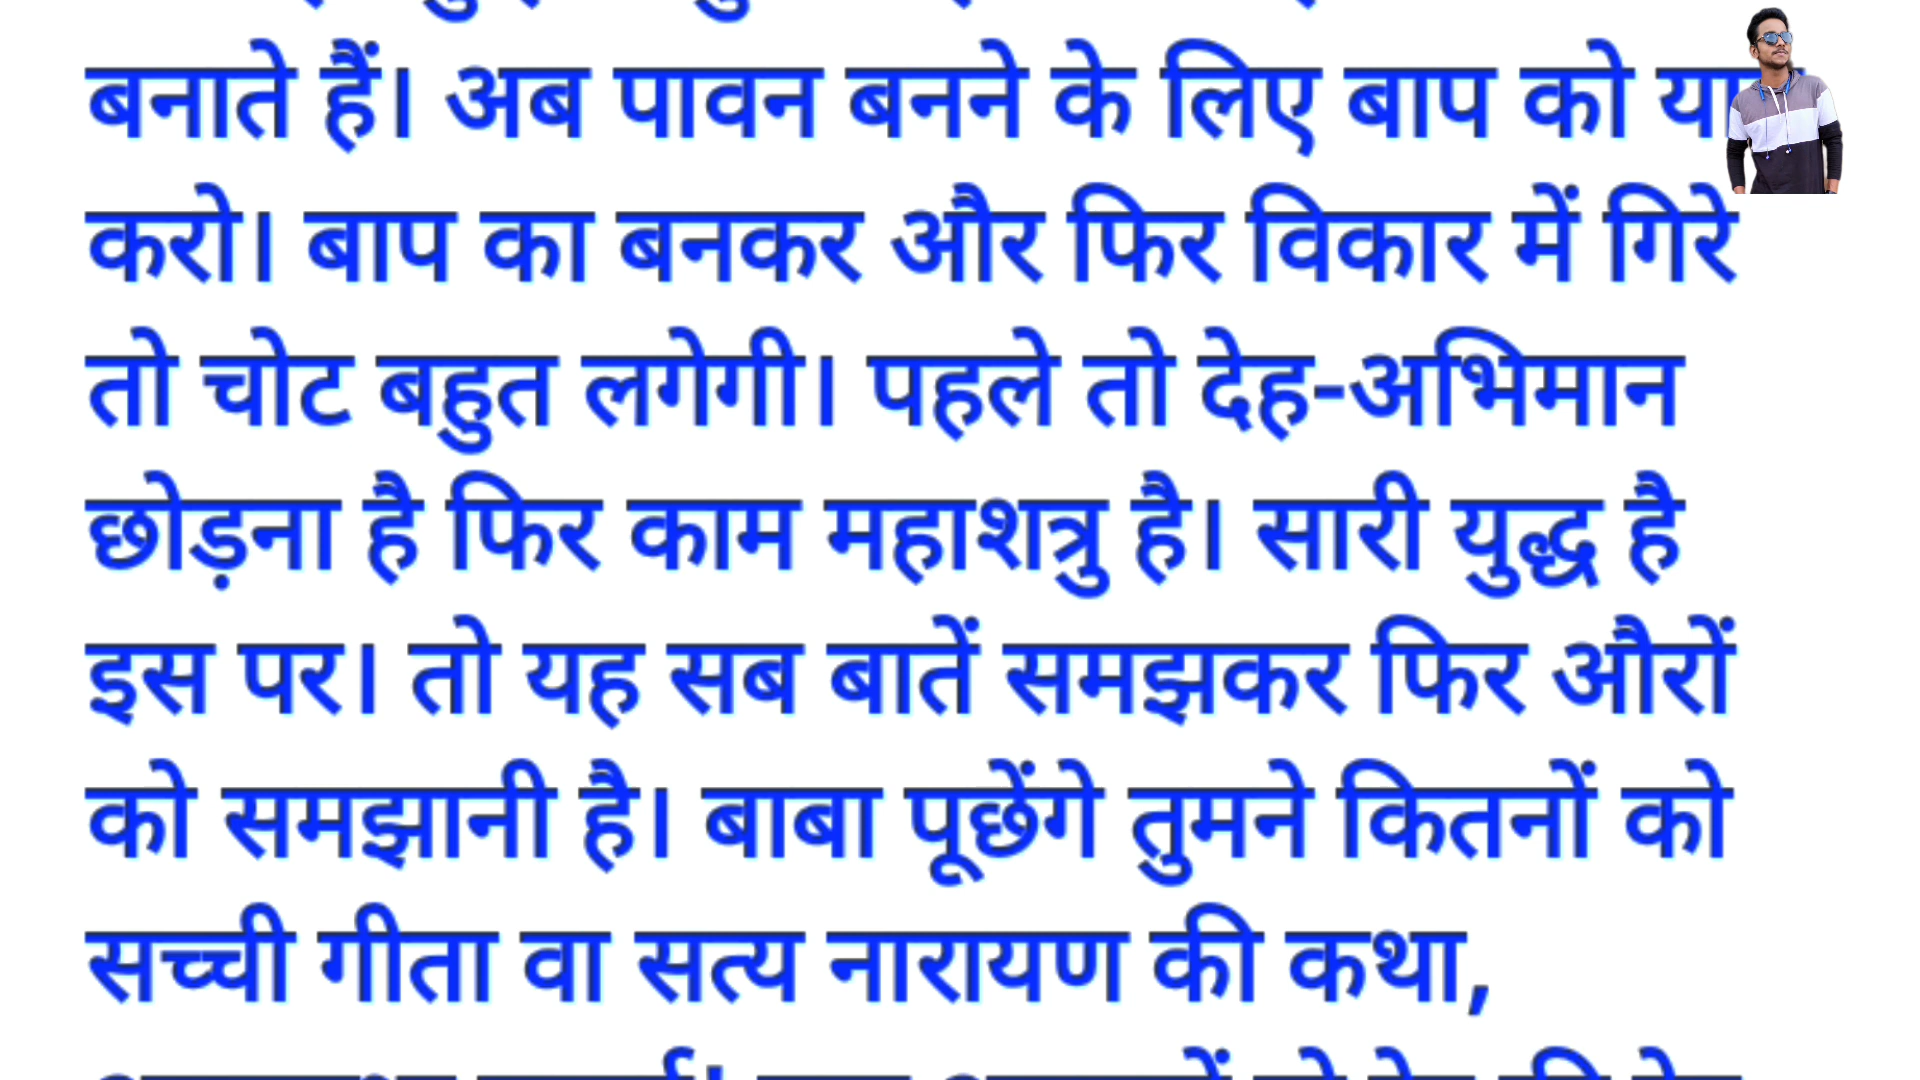 बनाते हैं। अब पावन बनने के लिए बाप को
करो। बाप का बनकर और फिर विकार में गिरे
तो चोट बहुत लगेगी। पहले तो देह-अभिमान
छोड़ना है फिर काम महाशत्रु है। सारी युद्ध है
इस पर। तो यह सब बातें समझकर फिर औरों
को समझानी है। बाबा पूछेंगे तुमने कितनों को
सच्ची गीता वा सत्य नारायण की कथा,